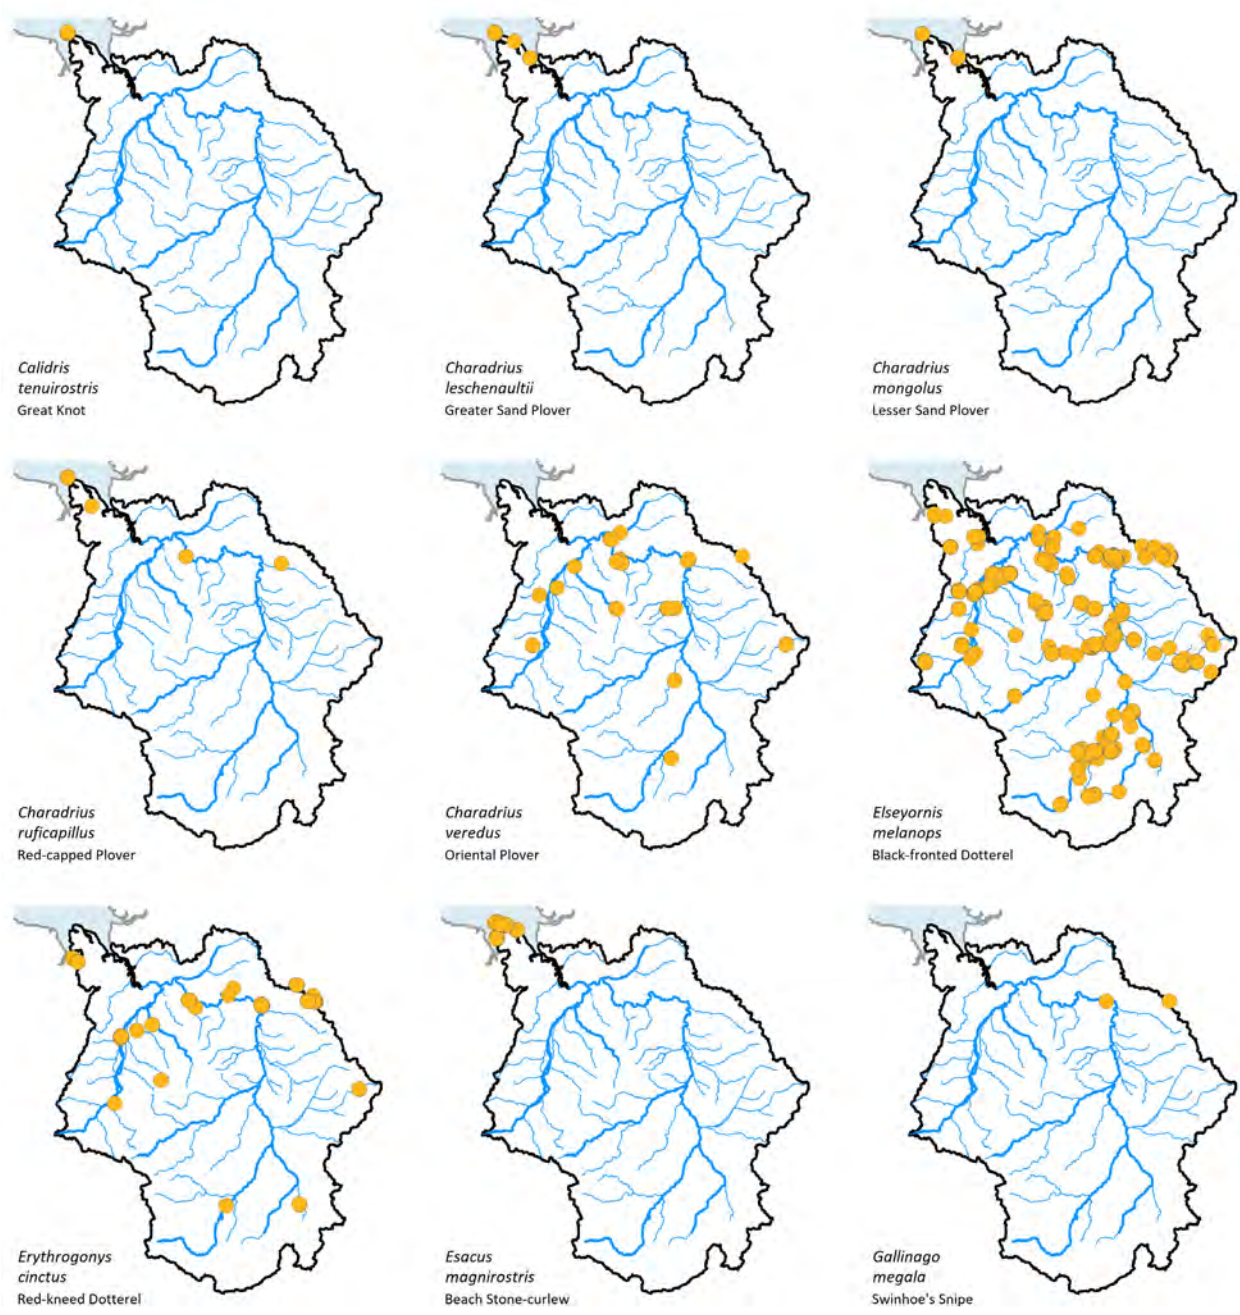 Calidris
tenuirostris
Great Knot
Charadrius
leschenaultii
Greater Sand Plover
Charadrius
mongolus
Lesser Sand Plover
Charadrius
ruficapillus
Red-capped Plover
Charadrius
veredus
Oriental Plover
Elseyornis
melanops
Black-fronted Dotterel
Erythrogonys
cinctus
Red-kneed Dotterel
Esacus
magnirostris
Beach Stone-curlew
Gallinago
megala
Swinhoe's Snipe